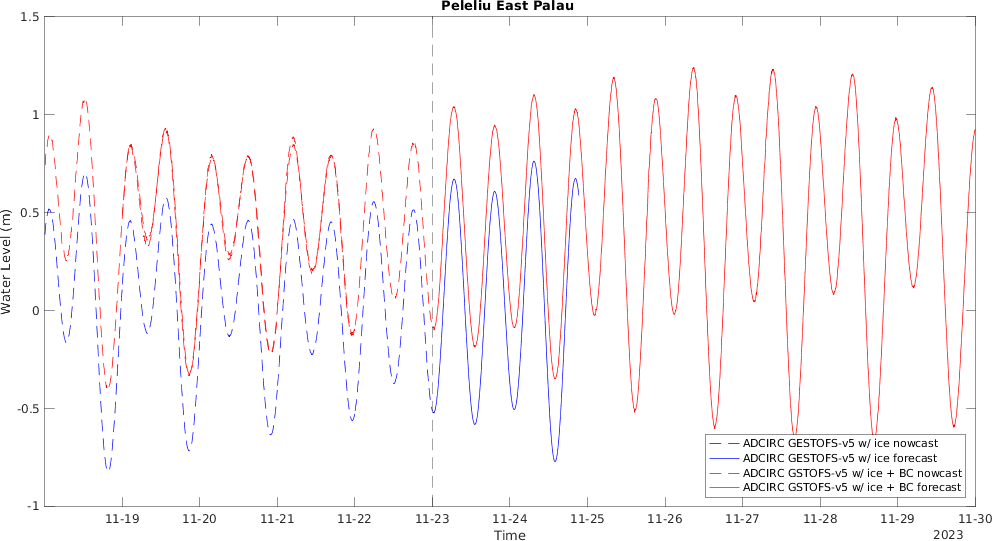 Peleliu East Palau
1.5
1
0.5
0
-0.5
-1
Water Level (m)
11-19
11-20
11-21
11-22
11-23
11-24
11-25
11-26
11-27
11-28
11-29
11-30
Time
2023
ADCIRC GESTOFS-v5 w/ ice nowcast
ADCIRC GESTOFS-v5 w/ ice forecast
ADCIRC GSTOFS-v5 w/ ice + BC nowcast
ADCIRC GSTOFS-v5 w/ ice + BC forecast